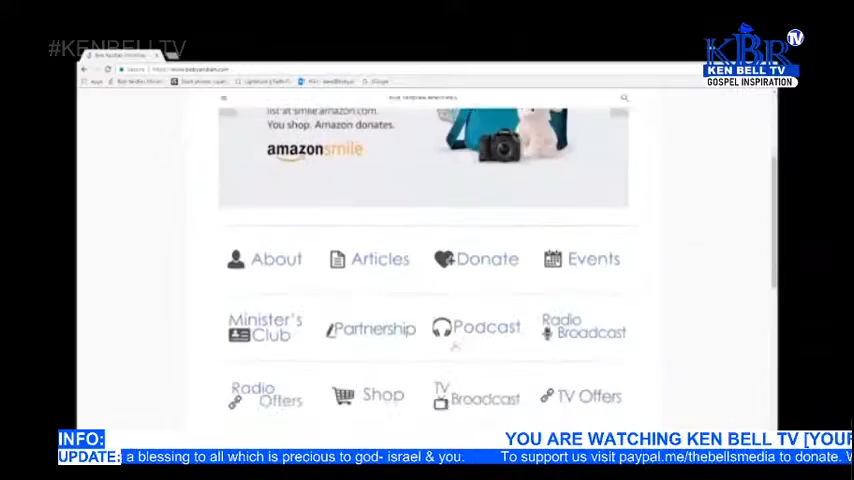 #KENBELLTV
KBR TV
KEN BELL TV
GOSPEL INSPIRATION
Apps
list at smile.amazon.com.
You shop. Amazon donates.
amazonsmile
About
Articles
Donate
Events
Minister's Club
Partnership
Podcast
Radio Broadcast
Radio Offers
Shop
TV Broadcast
TV Offers
INFO: YOU ARE WATCHING KEN BELL TV [YOUR
UPDATE: a blessing to all which is precious to god- israel & you. To support us visit paypal.me/thebellsmedia to donate. W